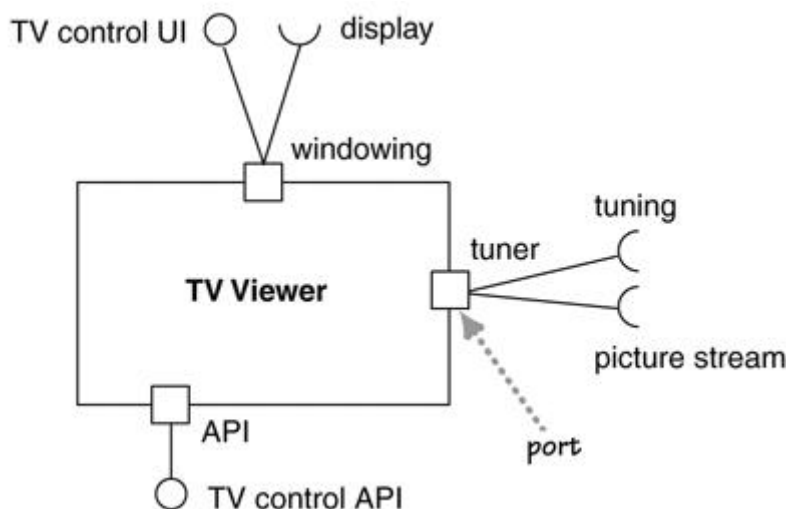 TV control UI
display
windowing
tuning
tuner
TV Viewer
picture stream
API
port
TV control API